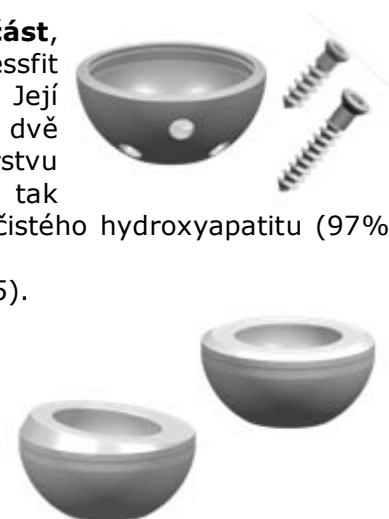 část,
essfit
Její
dvě
rstvu
tak
čistého hydroxyapatitu (97%
5).